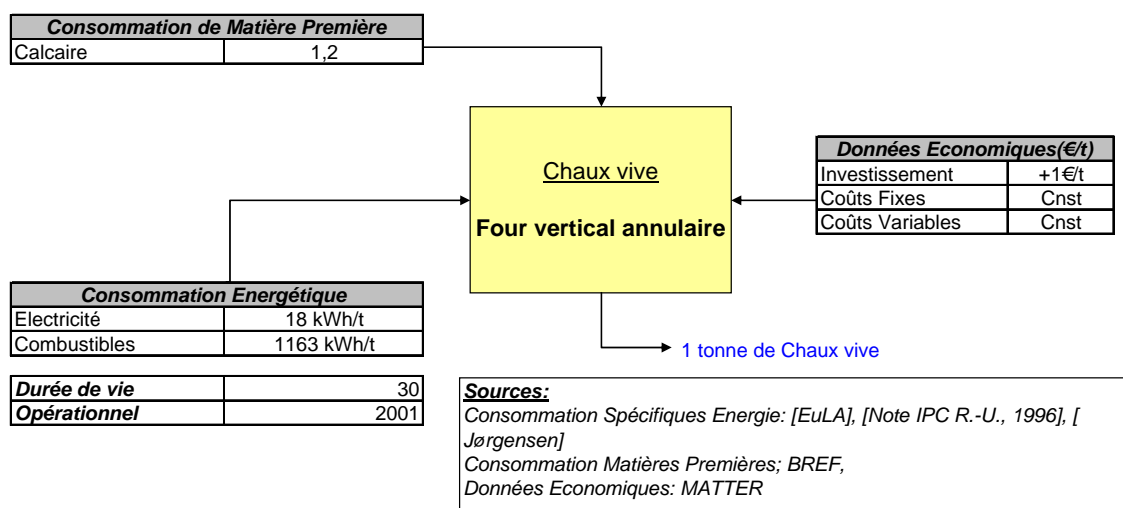 Consommation de Matière Première
Calcaire 1,2
Chaux vive
Four vertical annulaire
Données Economiques(€/t)
Investissement +1€/t
Coûts Fixes Cnst
Coûts Variables Cnst
Consommation Energétique
Electricité 18 kWh/t
Combustibles 1163 kWh/t
1 tonne de Chaux vive
Durée de vie 30
Opérationnel 2001
Sources:
Consommation Spécifiques Energie: [EuLA], [Note IPC R.-U., 1996], [
Jørgensen]
Consommation Matières Premières; BREF,
Données Economiques: MATTER